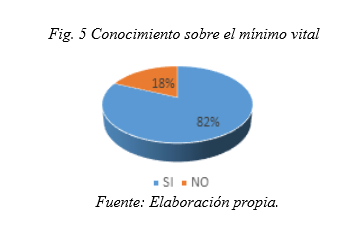 Fig. 5 Conocimiento sobre el mínimo vital
18%
82%
SI NO
Fuente: Elaboración propia.